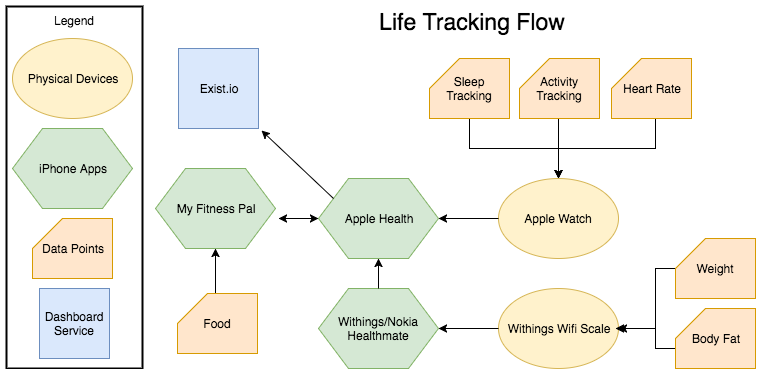 Life Tracking Flow
Legend
Physical Devices
iPhone Apps
Data Points
Dashboard
Service
Exist.io
Sleep
Tracking
Activity
Tracking
Heart Rate
My Fitness Pal
Apple Health
Apple Watch
Food
Withings/Nokia
Healthmate
Withings Wifi Scale
Weight
Body Fat